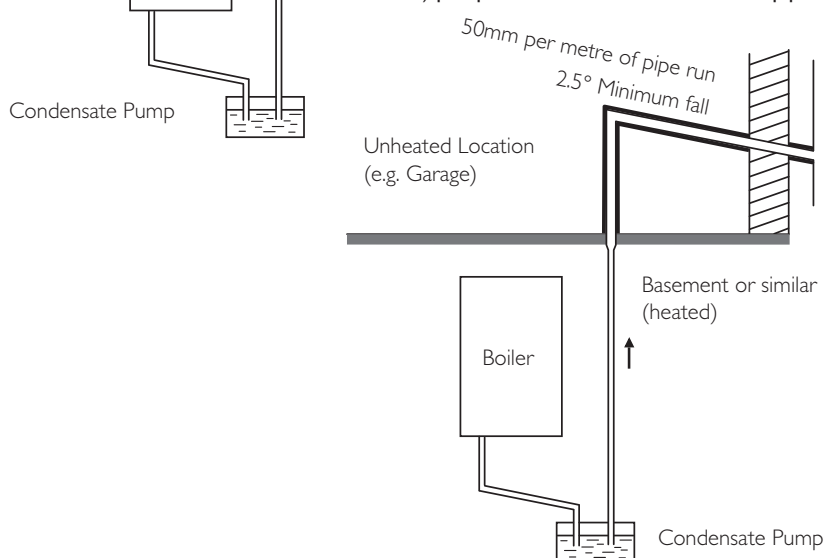 50mm per metre of pipe run
2.5° Minimum fall
Condensate Pump
Unheated Location
(e.g. Garage)
Basement or similar
(heated)
Boiler
Condensate Pump